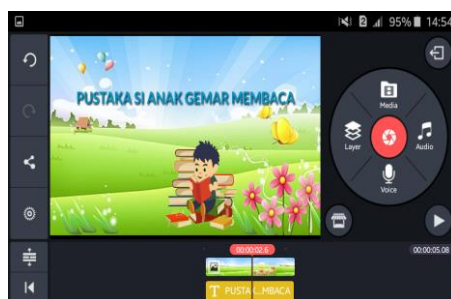 95% 14:54
PUSTAKA SI ANAK GEMAR MEMBACA
Media
Layer
Audio
Voice
00:00:02.6
00:00:05.08
T PUSTAK...MBACA